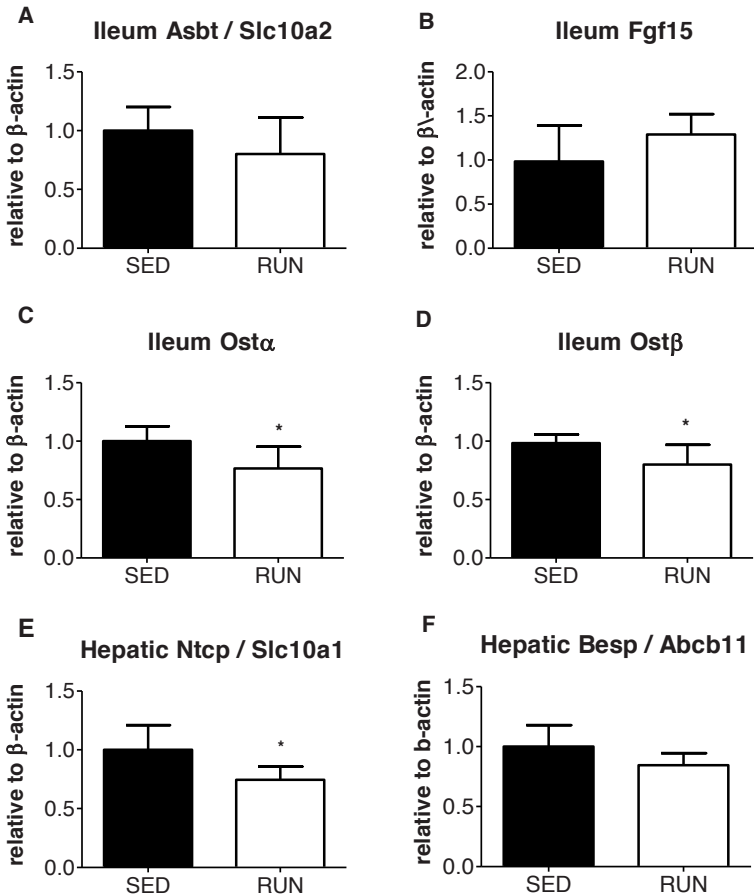 A
Ileum Asbt / Slc10a2
relative to β-actin
1.5
1.0
0.5
0.0
SED
RUN
B
Ileum Fgf15
relative to β\-actin
2.0
1.5
1.0
0.5
0.0
SED
RUN
C
Ileum Ostα
relative to β-actin
1.5
1.0
0.5
0.0
*
SED
RUN
D
Ileum Ostβ
relative to β-actin
1.5
1.0
0.5
0.0
*
SED
RUN
E
Hepatic Ntcp / Slc10a1
relative to β-actin
1.5
1.0
0.5
0.0
*
SED
RUN
F
Hepatic Besp / Abcb11
relative to b-actin
1.5
1.0
0.5
0.0
SED
RUN